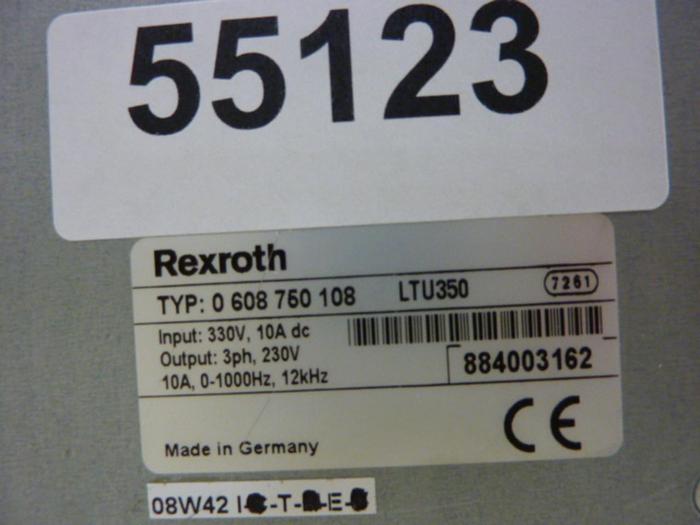 55123
Rexroth
TYP: 0 608 750 108 LTU350 7261
Input: 330V, 10A dc
Output: 3ph, 230V
10A, 0-1000Hz, 12kHz
884003162
CE
Made in Germany
08W42 I -T- -E-